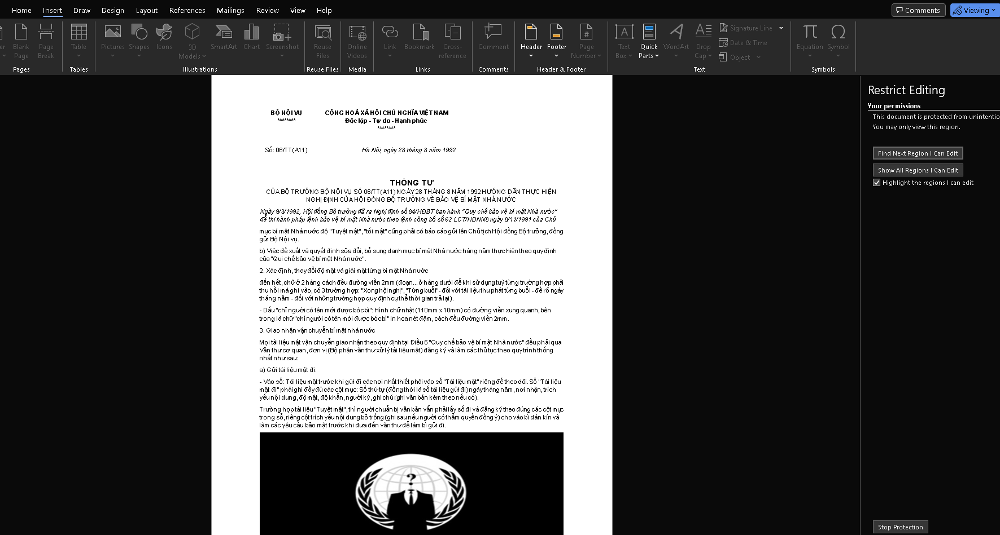 Home Insert Draw Design Layout References Mailings Review View Help
Comments Viewing
Blank Page
Page Break
Table
Pictures
Shapes
Icons
3D Models
SmartArt
Chart
Screenshot
Reuse Files
Online Videos
Link
Bookmark
Cross-reference
Comment
Header
Footer
Page Number
Text Box
Quick Parts
WordArt
Drop Cap
Signature Line
Date & Time
Object
Equation
Symbol
Pages Tables Illustrations Reuse Files Media Links Comments Header & Footer Text Symbols
BỘ NỘI VỤ
********
CỘNG HOÀ XÃ HỘI CHỦ NGHĨA VIỆT NAM
Độc lập - Tự do - Hạnh phúc
********
Số: 06/TT(A11)
Hà Nội, ngày 28 tháng 8 năm 1992
THÔNG TƯ
CỦA BỘ TRƯỞNG BỘ NỘI VỤ SỐ 06/TT(A11) NGÀY 28 THÁNG 8 NĂM 1992 HƯỚNG DẪN THỰC HIỆN
NGHỊ ĐỊNH CỦA HỘI ĐỒNG BỘ TRƯỞNG VỀ BẢO VỆ BÍ MẬT NHÀ NƯỚC
Ngày 9/3/1992, Hội đồng Bộ trưởng đã ra Nghị định số 84/HĐBT ban hành "Quy chế bảo vệ bí mật Nhà nước"
để thi hành pháp lệnh bảo vệ bí mật Nhà nước theo lệnh công bố số 62 LCT/HĐNN8 ngày 8/11/1991 của Chủ
mục bí mật Nhà nước độ "Tuyệt mật", "tối mật" cũng phải có báo cáo gửi lên Chủ tịch Hội đồng Bộ trưởng, đồng
gửi Bộ Nội vụ.
b) Việc đề xuất và quyết định sửa đổi, bổ sung danh mục bí mật Nhà nước hàng năm thực hiện theo quy định
của "Qui chế bảo vệ bí mật Nhà nước".
2. Xác định, thay đổi độ mật và giải mật từng bí mật Nhà nước
đến hết, chữ ở 2 hàng cách đều đường viền 2mm (đoạn... ở hàng dưới để khi sử dụng tuỳ từng trường hợp phải
thu hồi mà ghi vào, có 3 trường hợp: "Xong hội nghị", "Từng buổi"- đối với tài liệu thu phát từng buổi - đề rõ ngày
tháng năm - đối với những trường hợp quy định cụ thể thời gian trả lại).
- Dấu "chỉ người có tên mới được bóc bì": Hình chữ nhật (110mm x 10mm) có đường viền xung quanh, bên
trong là chữ "chỉ người có tên mới được bóc bì" in hoa nét đậm, cách đều đường viền 2mm.
3. Giao nhận vận chuyển bí mật nhà nước
Mọi tài liệu mật vận chuyển giao nhận theo quy định tại Điều 6 "Quy chế bảo vệ bí mật Nhà nước" đều phải qua
Văn thư cơ quan, đơn vị (Bộ phận văn thư xử lý tài liệu mật) đăng ký và làm các thủ tục theo quy trình thống
nhất như sau:
a) Gửi tài liệu mật đi:
- Vào sổ: Tài liệu mật trước khi gửi đi các nơi nhất thiết phải vào sổ "Tài liệu mật" riêng để theo dõi. Sổ "Tài liệu
mật đi" phải ghi đầy đủ các cột mục: Số thứ tự (đồng thời là số tài liệu gửi đi) ngày tháng năm, nơi nhận, trích
yếu nội dung, độ mật, độ khẩn, người ký, ghi chú (ghi văn bản kèm theo nếu có).
Trường hợp tài liệu "Tuyệt mật", thì người chuẩn bị văn bản vẫn phải lấy số đi và đăng ký theo đúng các cột mục
trong sổ, riêng cột trích yếu nội dung bỏ trống (ghi sau nếu người có thẩm quyền đồng ý) cho vào bì dán kín và
làm các yêu cầu bảo mật trước khi đưa đến văn thư để làm bì gửi đi.
?
Restrict Editing
Your permissions
This document is protected from unintentio
You may only view this region.
Find Next Region I Can Edit
Show All Regions I Can Edit
Highlight the regions I can edit
Stop Protection